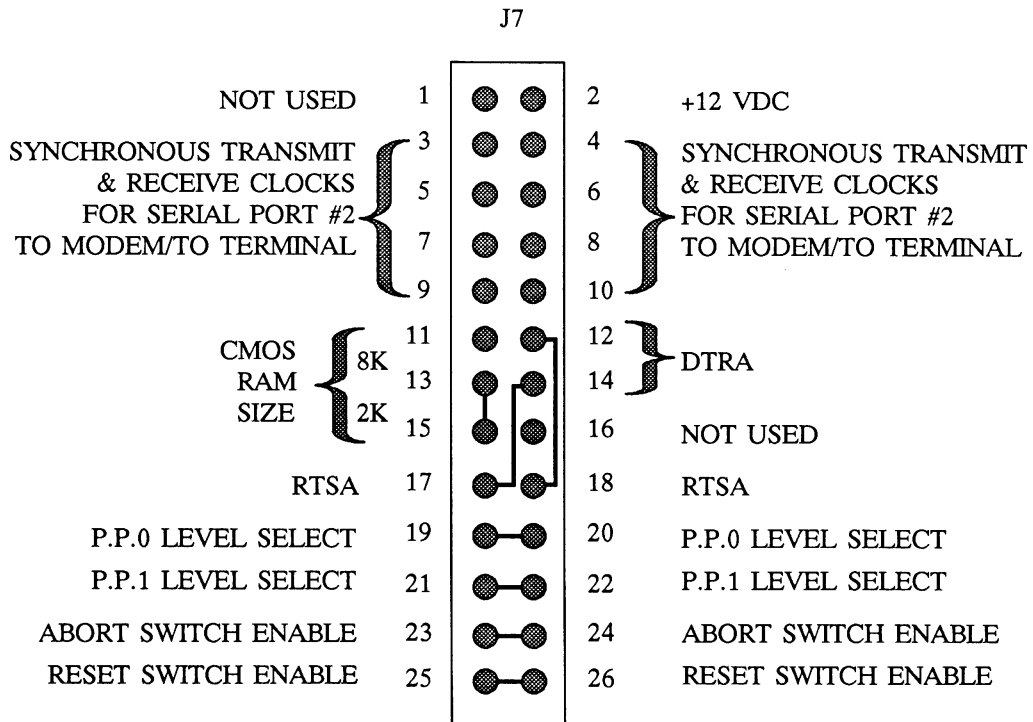 J7
NOT USED 1 2 +12 VDC
SYNCHRONOUS TRANSMIT 3 4 SYNCHRONOUS TRANSMIT
& RECEIVE CLOCKS 5 6 & RECEIVE CLOCKS
FOR SERIAL PORT #2 FOR SERIAL PORT #2
TO MODEM/TO TERMINAL 7 8 TO MODEM/TO TERMINAL
9 10
CMOS 8K 11 12
RAM 13 14 DTRA
SIZE 2K 15 16 NOT USED
RTSA 17 18 RTSA
P.P.0 LEVEL SELECT 19 20 P.P.0 LEVEL SELECT
P.P.1 LEVEL SELECT 21 22 P.P.1 LEVEL SELECT
ABORT SWITCH ENABLE 23 24 ABORT SWITCH ENABLE
RESET SWITCH ENABLE 25 26 RESET SWITCH ENABLE